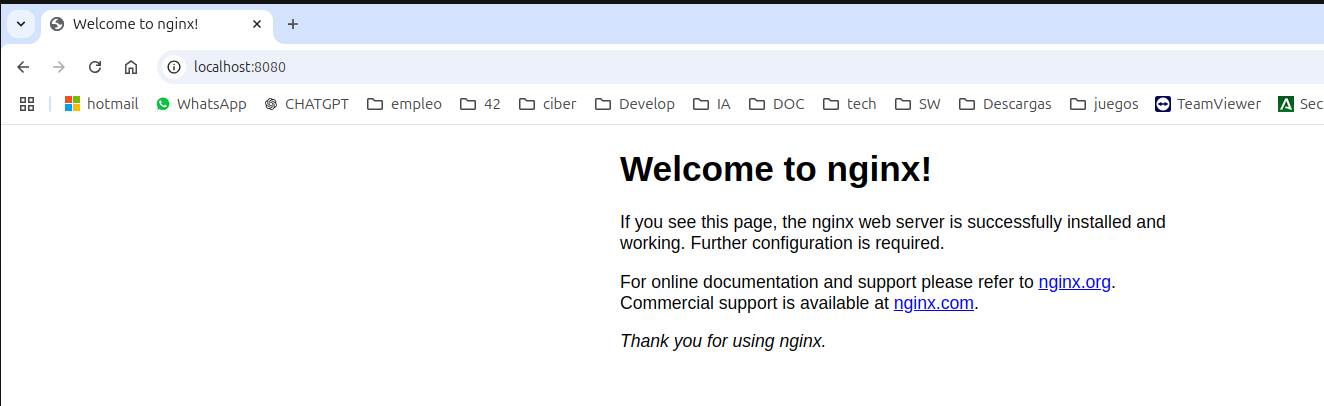 Welcome to nginx!
localhost:8080
hotmail WhatsApp CHATGPT empleo 42 ciber Develop IA DOC tech SW Descargas juegos TeamViewer Sec
Welcome to nginx!
If you see this page, the nginx web server is successfully installed and
working. Further configuration is required.
For online documentation and support please refer to nginx.org.
Commercial support is available at nginx.com.
Thank you for using nginx.